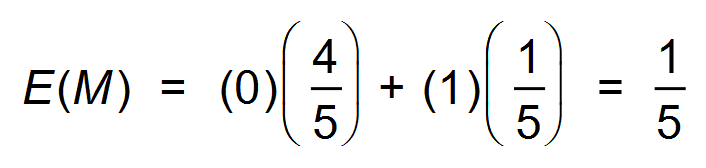 E(M) = (0)(4/5) + (1)(1/5) = 1/5